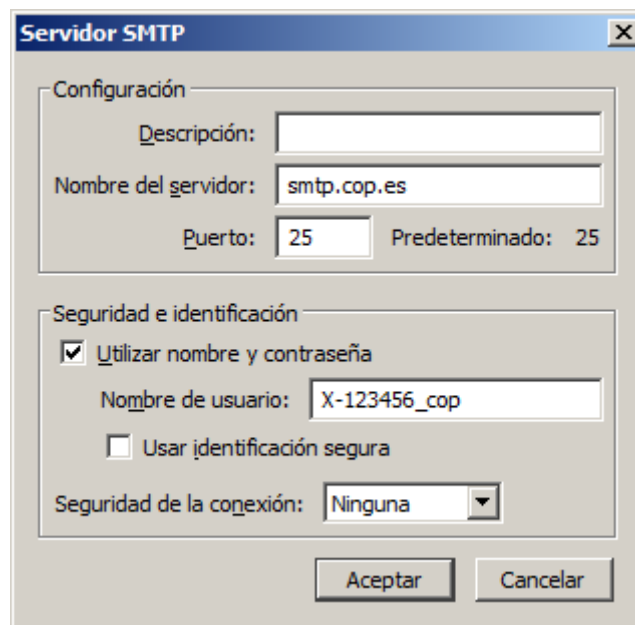 Servidor SMTP
Configuración
Descripción:
Nombre del servidor: smtp.cop.es
Puerto: 25 Predeterminado: 25
Seguridad e identificación
Utilizar nombre y contraseña
Nombre de usuario: X-123456_cop
Usar identificación segura
Seguridad de la conexión: Ninguna
Aceptar Cancelar